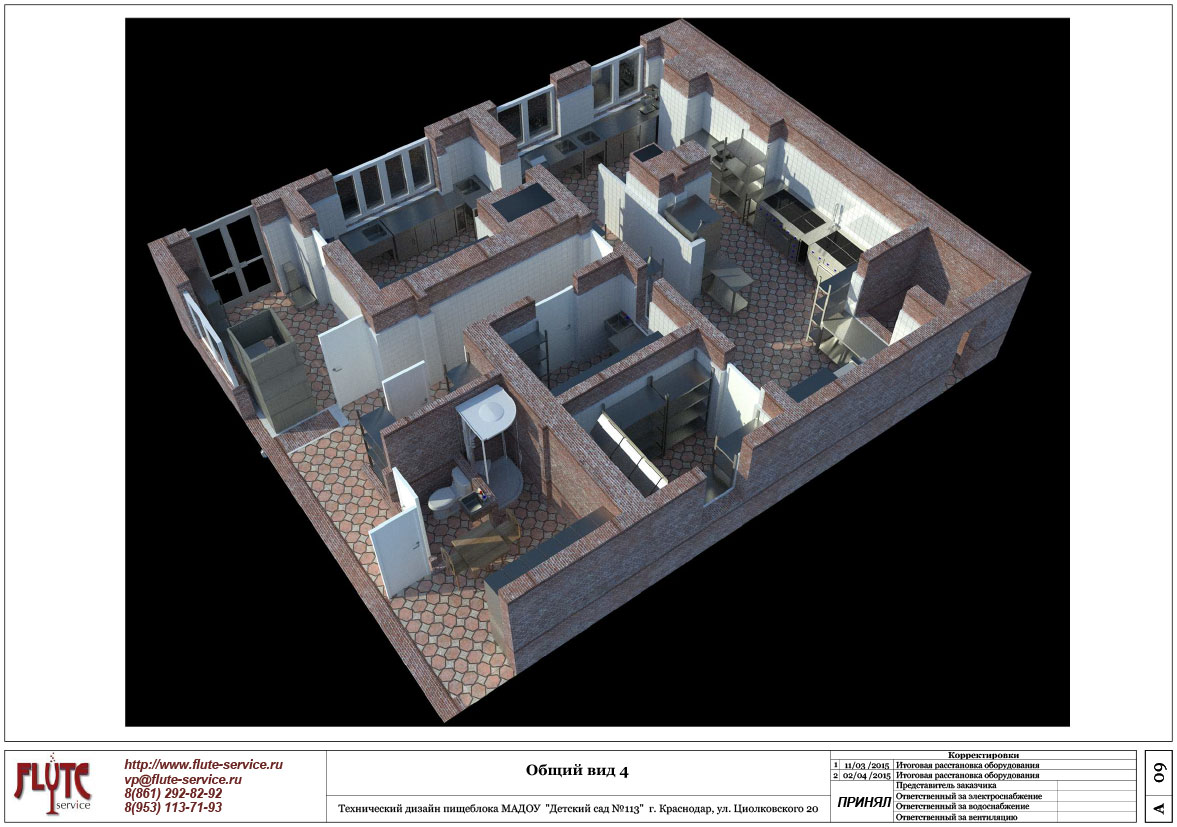 FLUTE
service
http://www.flute-service.ru
vp@flute-service.ru
8(861) 292-82-92
8(953) 113-71-93
Общий вид 4
Технический дизайн пищеблока МАДОУ "Детский сад №113" г. Краснодар, ул. Циолковского 20
Корректировки
1 11/03 /2015 Итоговая расстановка оборудования
2 02/04 /2015 Итоговая расстановка оборудования
ПРИНЯЛ
Представитель заказчика
Ответственный за электроснабжение
Ответственный за водоснабжение
Ответственный за вентиляцию
09
A